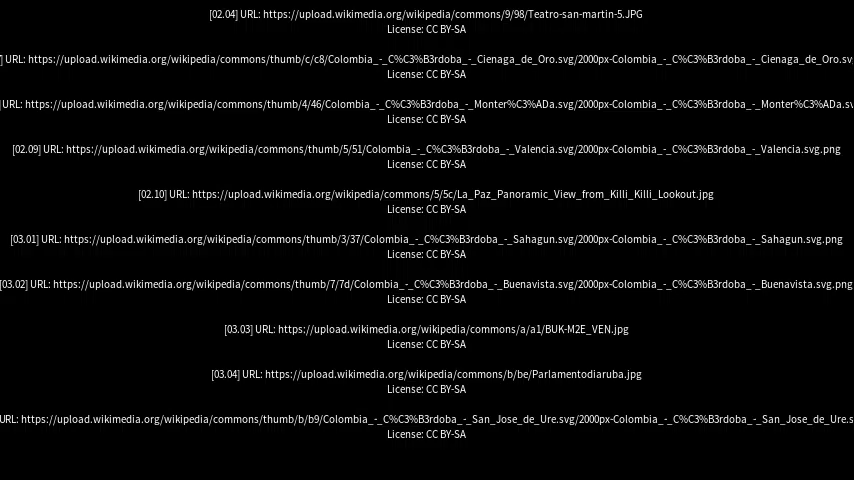 [02.04] URL: https://upload.wikimedia.org/wikipedia/commons/9/98/Teatro-san-martin-5.JPG
License: CC BY-SA
] URL: https://upload.wikimedia.org/wikipedia/commons/thumb/c/c8/Colombia_-_C%C3%B3rdoba_-_Cienaga_de_Oro.svg/2000px-Colombia_-_C%C3%B3rdoba_-_Cienaga_de_Oro.sv
License: CC BY-SA
URL: https://upload.wikimedia.org/wikipedia/commons/thumb/4/46/Colombia_-_C%C3%B3rdoba_-_Monter%C3%ADa.svg/2000px-Colombia_-_C%C3%B3rdoba_-_Monter%C3%ADa.sv
License: CC BY-SA
[02.09] URL: https://upload.wikimedia.org/wikipedia/commons/thumb/5/51/Colombia_-_C%C3%B3rdoba_-_Valencia.svg/2000px-Colombia_-_C%C3%B3rdoba_-_Valencia.svg.png
License: CC BY-SA
[02.10] URL: https://upload.wikimedia.org/wikipedia/commons/5/5c/La_Paz_Panoramic_View_from_Killi_Killi_Lookout.jpg
License: CC BY-SA
[03.01] URL: https://upload.wikimedia.org/wikipedia/commons/thumb/3/37/Colombia_-_C%C3%B3rdoba_-_Sahagun.svg/2000px-Colombia_-_C%C3%B3rdoba_-_Sahagun.svg.png
License: CC BY-SA
[03.02] URL: https://upload.wikimedia.org/wikipedia/commons/thumb/7/7d/Colombia_-_C%C3%B3rdoba_-_Buenavista.svg/2000px-Colombia_-_C%C3%B3rdoba_-_Buenavista.svg.png
License: CC BY-SA
[03.03] URL: https://upload.wikimedia.org/wikipedia/commons/a/a1/BUK-M2E_VEN.jpg
License: CC BY-SA
[03.04] URL: https://upload.wikimedia.org/wikipedia/commons/b/be/Parlamentodiaruba.jpg
License: CC BY-SA
URL: https://upload.wikimedia.org/wikipedia/commons/thumb/b/b9/Colombia_-_C%C3%B3rdoba_-_San_Jose_de_Ure.svg/2000px-Colombia_-_C%C3%B3rdoba_-_San_Jose_de_Ure.s
License: CC BY-SA